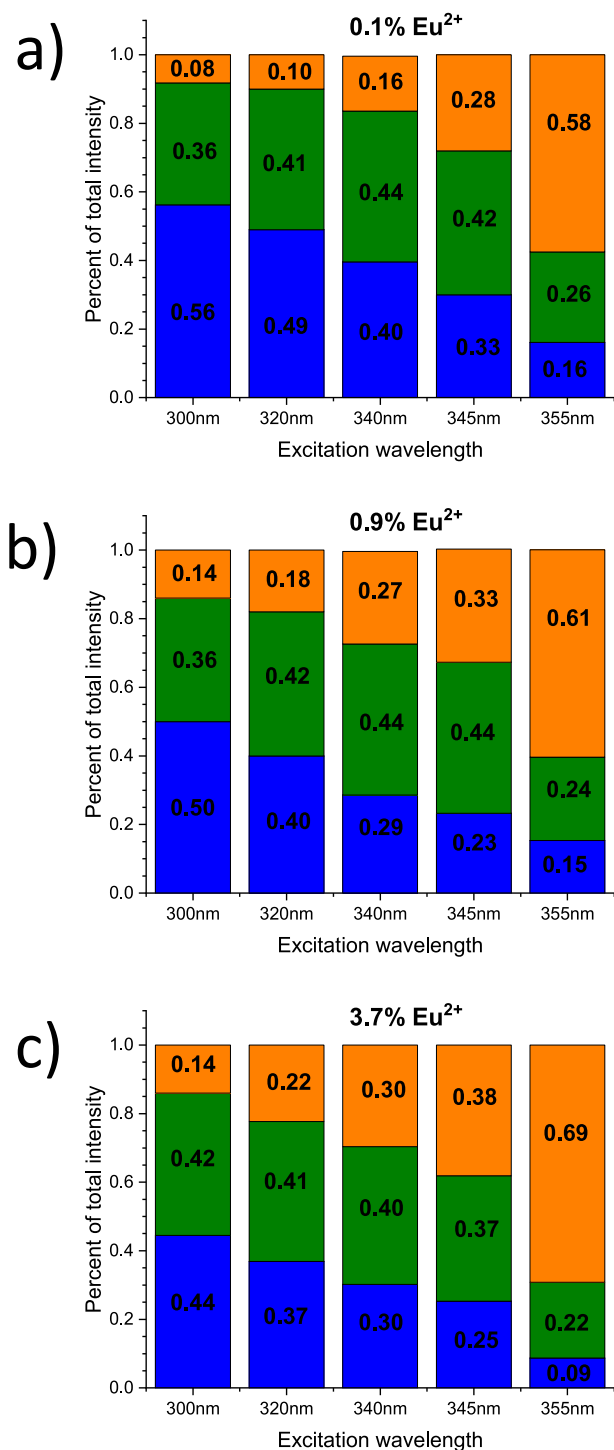 a)
0.1% Eu²⁺
Percent of total intensity
1.0
0.8
0.6
0.4
0.2
0.0
0.08 0.10 0.16 0.28 0.58
0.36 0.41 0.44 0.42 0.26
0.56 0.49 0.40 0.33 0.16
300nm 320nm 340nm 345nm 355nm
Excitation wavelength
b)
0.9% Eu²⁺
Percent of total intensity
1.0
0.8
0.6
0.4
0.2
0.0
0.14 0.18 0.27 0.33 0.61
0.36 0.42 0.44 0.44 0.24
0.50 0.40 0.29 0.23 0.15
300nm 320nm 340nm 345nm 355nm
Excitation wavelength
c)
3.7% Eu²⁺
Percent of total intensity
1.0
0.8
0.6
0.4
0.2
0.0
0.14 0.22 0.30 0.38 0.69
0.42 0.41 0.40 0.37 0.22
0.44 0.37 0.30 0.25 0.09
300nm 320nm 340nm 345nm 355nm
Excitation wavelength